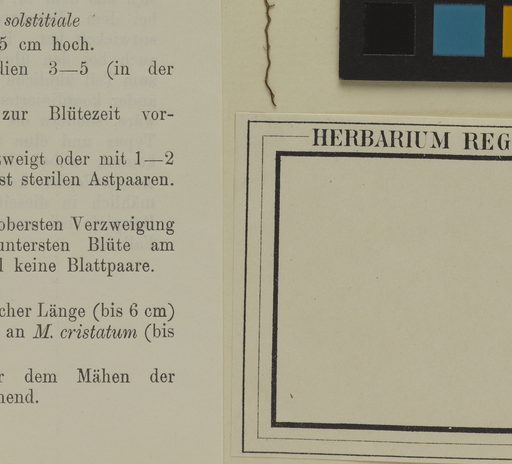 solstitiale
5 cm hoch.
dien 3—5 (in der
zur Blütezeit vor-
zweigt oder mit 1—2
st sterilen Astpaaren.
obersten Verzweigung
untersten Blüte am
l keine Blattpaare.
cher Länge (bis 6 cm)
an M. cristatum (bis
r dem Mähen der
hend.
HERBARIUM REG